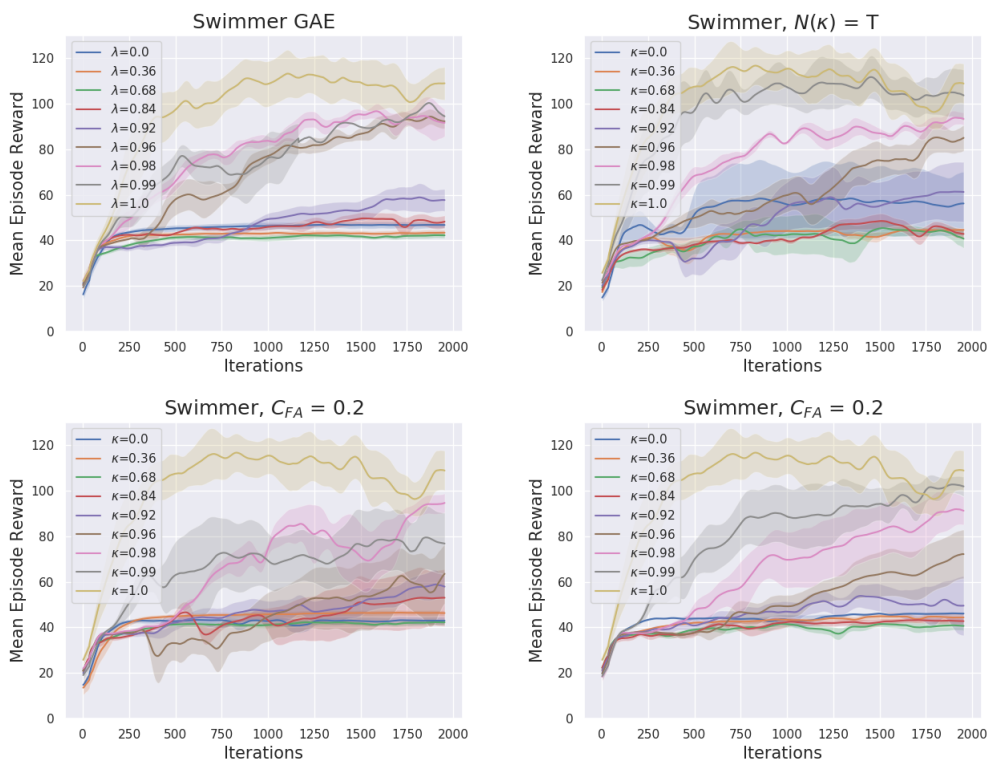 Swimmer GAE
Mean Episode Reward
120
100
80
60
40
20
0
λ=0.0
λ=0.36
λ=0.68
λ=0.84
λ=0.92
λ=0.96
λ=0.98
λ=0.99
λ=1.0
0 250 500 750 1000 1250 1500 1750 2000
Iterations
Swimmer, N(κ) = T
Mean Episode Reward
120
100
80
60
40
20
0
κ=0.0
κ=0.36
κ=0.68
κ=0.84
κ=0.92
κ=0.96
κ=0.98
κ=0.99
κ=1.0
0 250 500 750 1000 1250 1500 1750 2000
Iterations
Swimmer, C_{FA} = 0.2
Mean Episode Reward
120
100
80
60
40
20
0
κ=0.0
κ=0.36
κ=0.68
κ=0.84
κ=0.92
κ=0.96
κ=0.98
κ=0.99
κ=1.0
0 250 500 750 1000 1250 1500 1750 2000
Iterations
Swimmer, C_{FA} = 0.2
Mean Episode Reward
120
100
80
60
40
20
0
κ=0.0
κ=0.36
κ=0.68
κ=0.84
κ=0.92
κ=0.96
κ=0.98
κ=0.99
κ=1.0
0 250 500 750 1000 1250 1500 1750 2000
Iterations